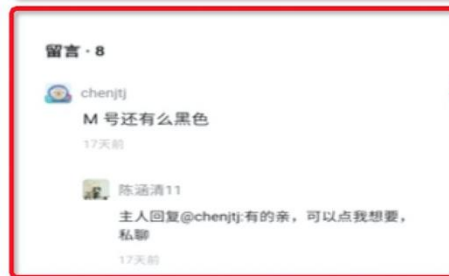 留言 · 8
chenjtj
M 号还有么黑色
17天前
陈涵清11
主人回复@chenjtj:有的亲，可以点我想要，
私聊
17天前